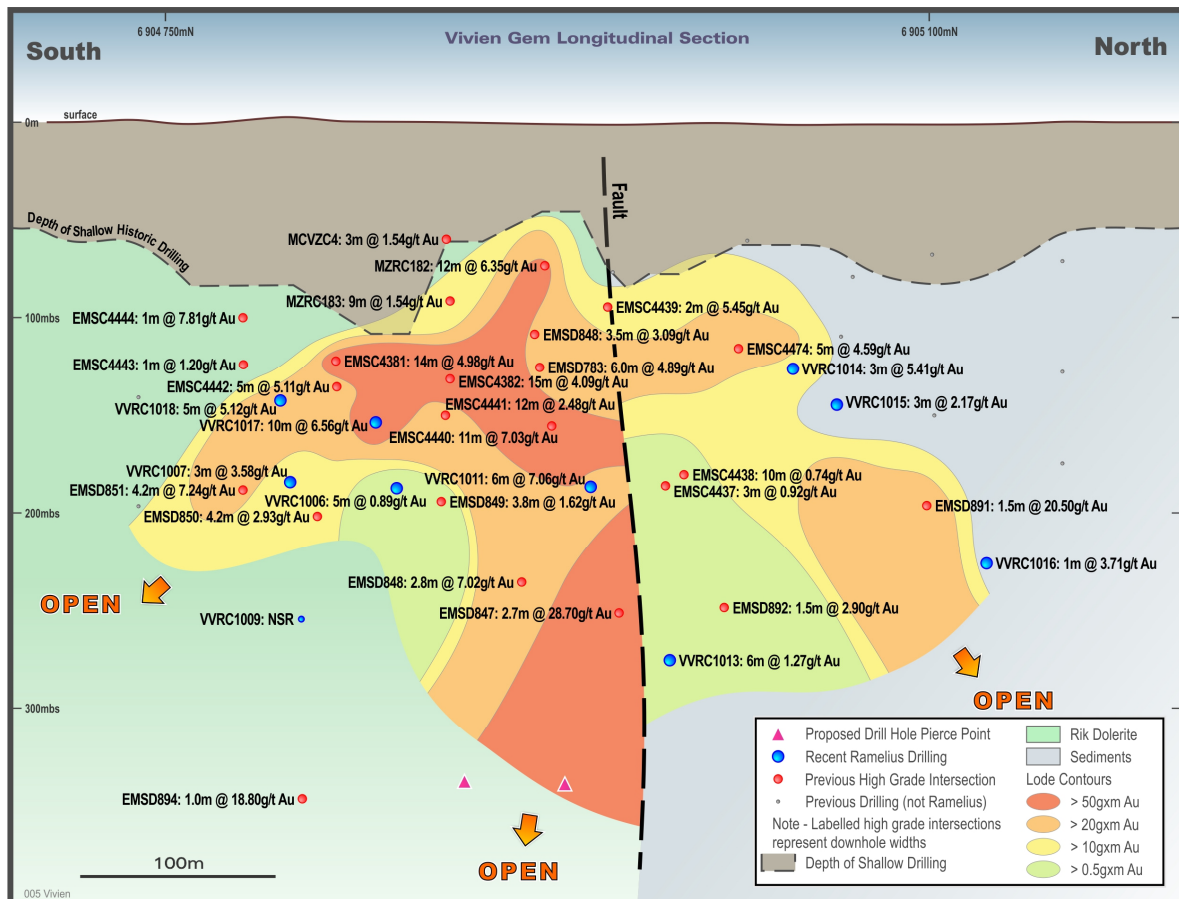 6 904 750mN
6 905 100mN
South
Vivien Gem Longitudinal Section
North
surface
0m
Fault
Depth of Shallow Historic Drilling
MCVZC4: 3m @ 1.54g/t Au
MZRC182: 12m @ 6.35g/t Au
MZRC183: 9m @ 1.54g/t Au
EMSC4439: 2m @ 5.45g/t Au
100mbs
EMSC4444: 1m @ 7.81g/t Au
EMSD848: 3.5m @ 3.09g/t Au
EMSC4474: 5m @ 4.59g/t Au
EMSC4443: 1m @ 1.20g/t Au
EMSC4381: 14m @ 4.98g/t Au
EMSD783: 6.0m @ 4.89g/t Au
VVRC1014: 3m @ 5.41g/t Au
EMSC4442: 5m @ 5.11g/t Au
EMSC4382: 15m @ 4.09g/t Au
VVRC1018: 5m @ 5.12g/t Au
EMSC4441: 12m @ 2.48g/t Au
VVRC1015: 3m @ 2.17g/t Au
VVRC1017: 10m @ 6.56g/t Au
EMSC4440: 11m @ 7.03g/t Au
VVRC1007: 3m @ 3.58g/t Au
VVRC1011: 6m @ 7.06g/t Au
EMSC4438: 10m @ 0.74g/t Au
EMSD851: 4.2m @ 7.24g/t Au
EMSC4437: 3m @ 0.92g/t Au
VVRC1006: 5m @ 0.89g/t Au
EMSD849: 3.8m @ 1.62g/t Au
EMSD891: 1.5m @ 20.50g/t Au
200mbs
EMSD850: 4.2m @ 2.93g/t Au
VVRC1016: 1m @ 3.71g/t Au
EMSD848: 2.8m @ 7.02g/t Au
OPEN
EMSD847: 2.7m @ 28.70g/t Au
EMSD892: 1.5m @ 2.90g/t Au
VVRC1009: NSR
VVRC1013: 6m @ 1.27g/t Au
OPEN
300mbs
EMSD894: 1.0m @ 18.80g/t Au
OPEN
100m
Proposed Drill Hole Pierce Point
Recent Ramelius Drilling
Previous High Grade Intersection
Previous Drilling (not Ramelius)
Note - Labelled high grade intersections
represent downhole widths
Depth of Shallow Drilling
Rik Dolerite
Sediments
Lode Contours
> 50gxm Au
> 20gxm Au
> 10gxm Au
> 0.5gxm Au
005 Vivien